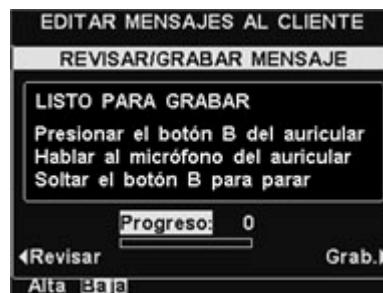 EDITAR MENSAJES AL CLIENTE
REVISAR/GRABAR MENSAJE
LISTO PARA GRABAR
Presionar el botón B del auricular
Hablar al micrófono del auricular
Soltar el botón B para parar
Progreso: 0
Revisar Grab.
Alta Baja